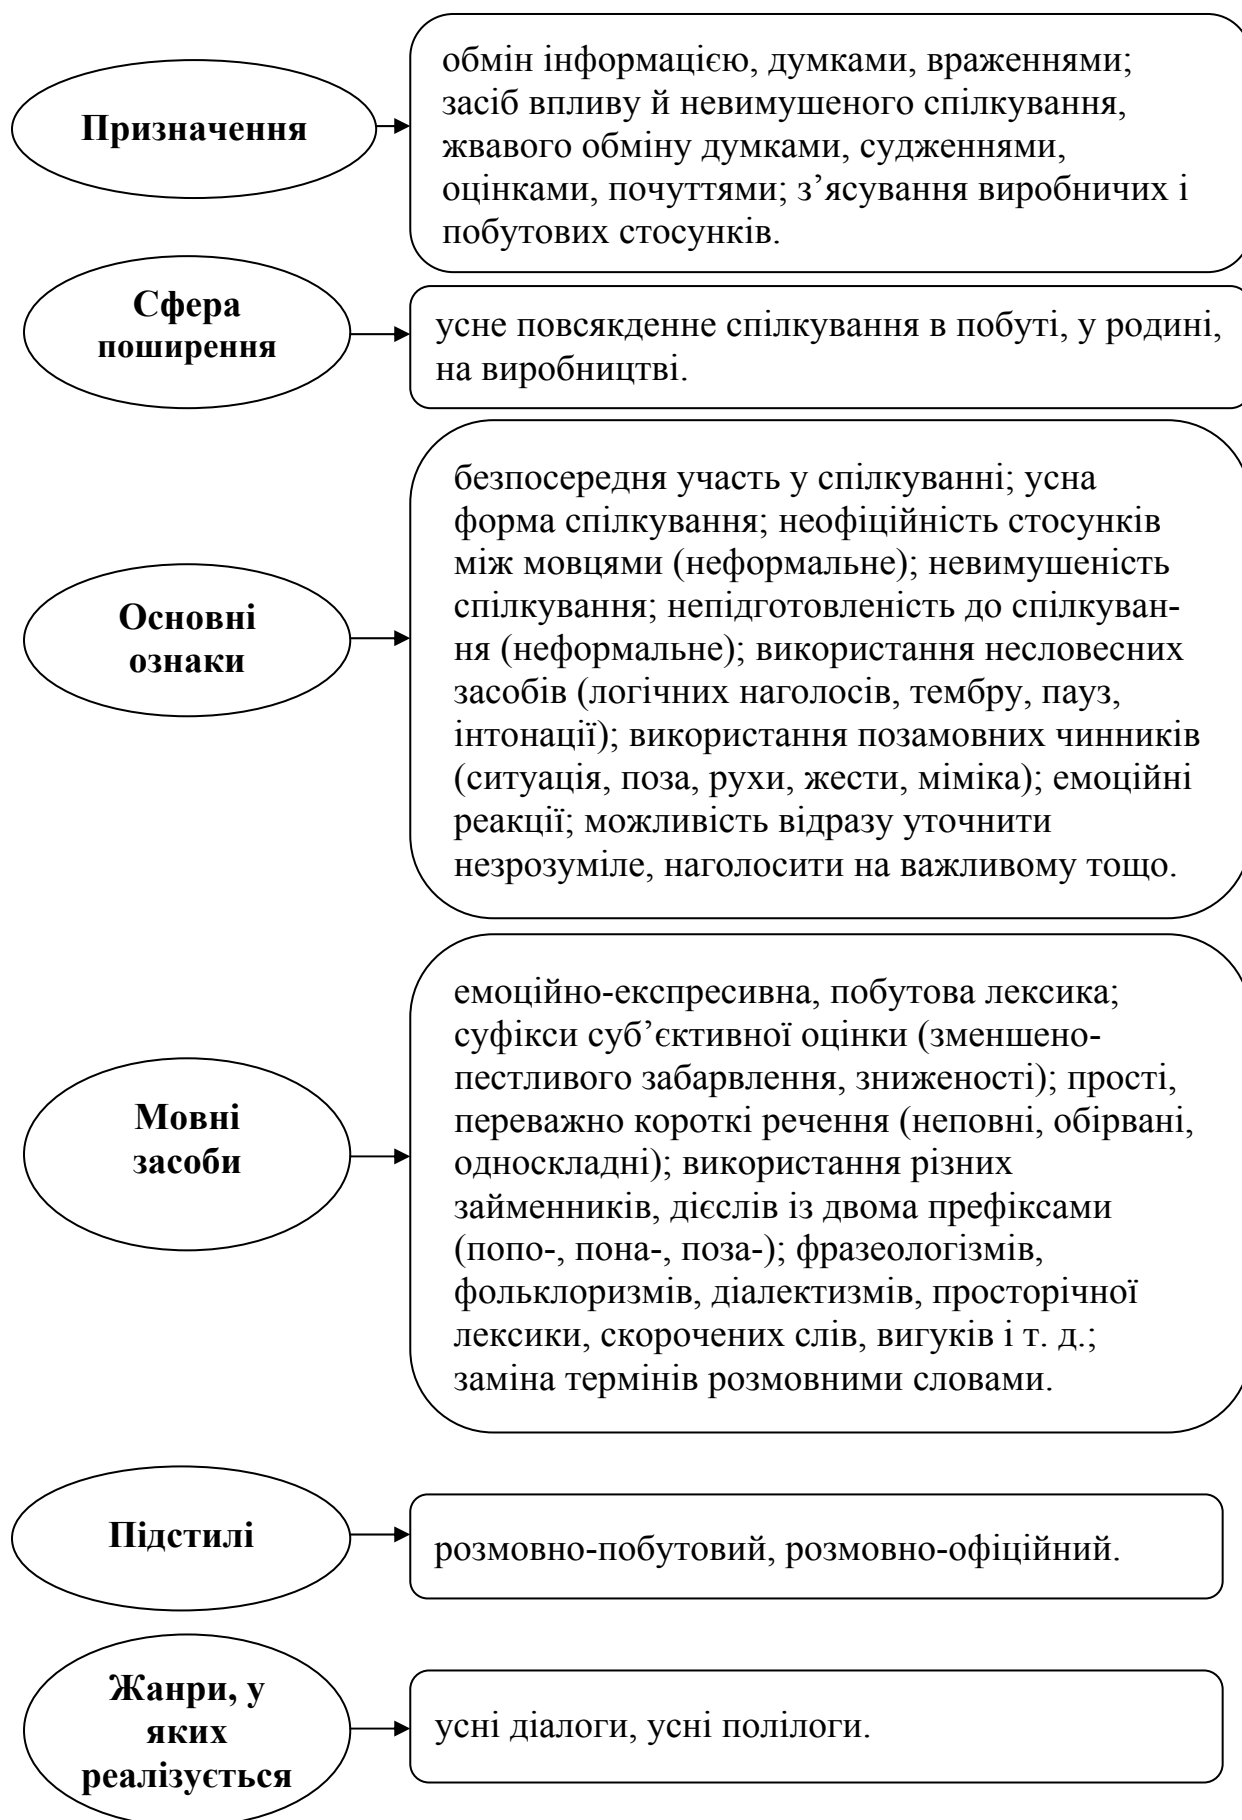 Призначення
обмін інформацією, думками, враженнями;
засіб впливу й невимушеного спілкування,
жвавого обміну думками, судженнями,
оцінками, почуттями; з’ясування виробничих і
побутових стосунків.
Сфера
поширення
усне повсякденне спілкування в побуті, у родині,
на виробництві.
Основні
ознаки
безпосередня участь у спілкуванні; усна
форма спілкування; неофіційність стосунків
між мовцями (неформальне); невимушеність
спілкування; непідготовленість до спілкуван-
ня (неформальне); використання несловесних
засобів (логічних наголосів, тембру, пауз,
інтонації); використання позамовних чинників
(ситуація, поза, рухи, жести, міміка); емоційні
реакції; можливість відразу уточнити
незрозуміле, наголосити на важливому тощо.
Мовні
засоби
емоційно-експресивна, побутова лексика;
суфікси суб’єктивної оцінки (зменшено-
пестливого забарвлення, зниженості); прості,
переважно короткі речення (неповні, обірвані,
односкладні); використання різних
займенників, дієслів із двома префіксами
(попо-, пона-, поза-); фразеологізмів,
фольклоризмів, діалектизмів, просторічної
лексики, скорочених слів, вигуків і т. д.;
заміна термінів розмовними словами.
Підстилі
розмовно-побутовий, розмовно-офіційний.
Жанри, у
яких
реалізується
усні діалоги, усні полілоги.